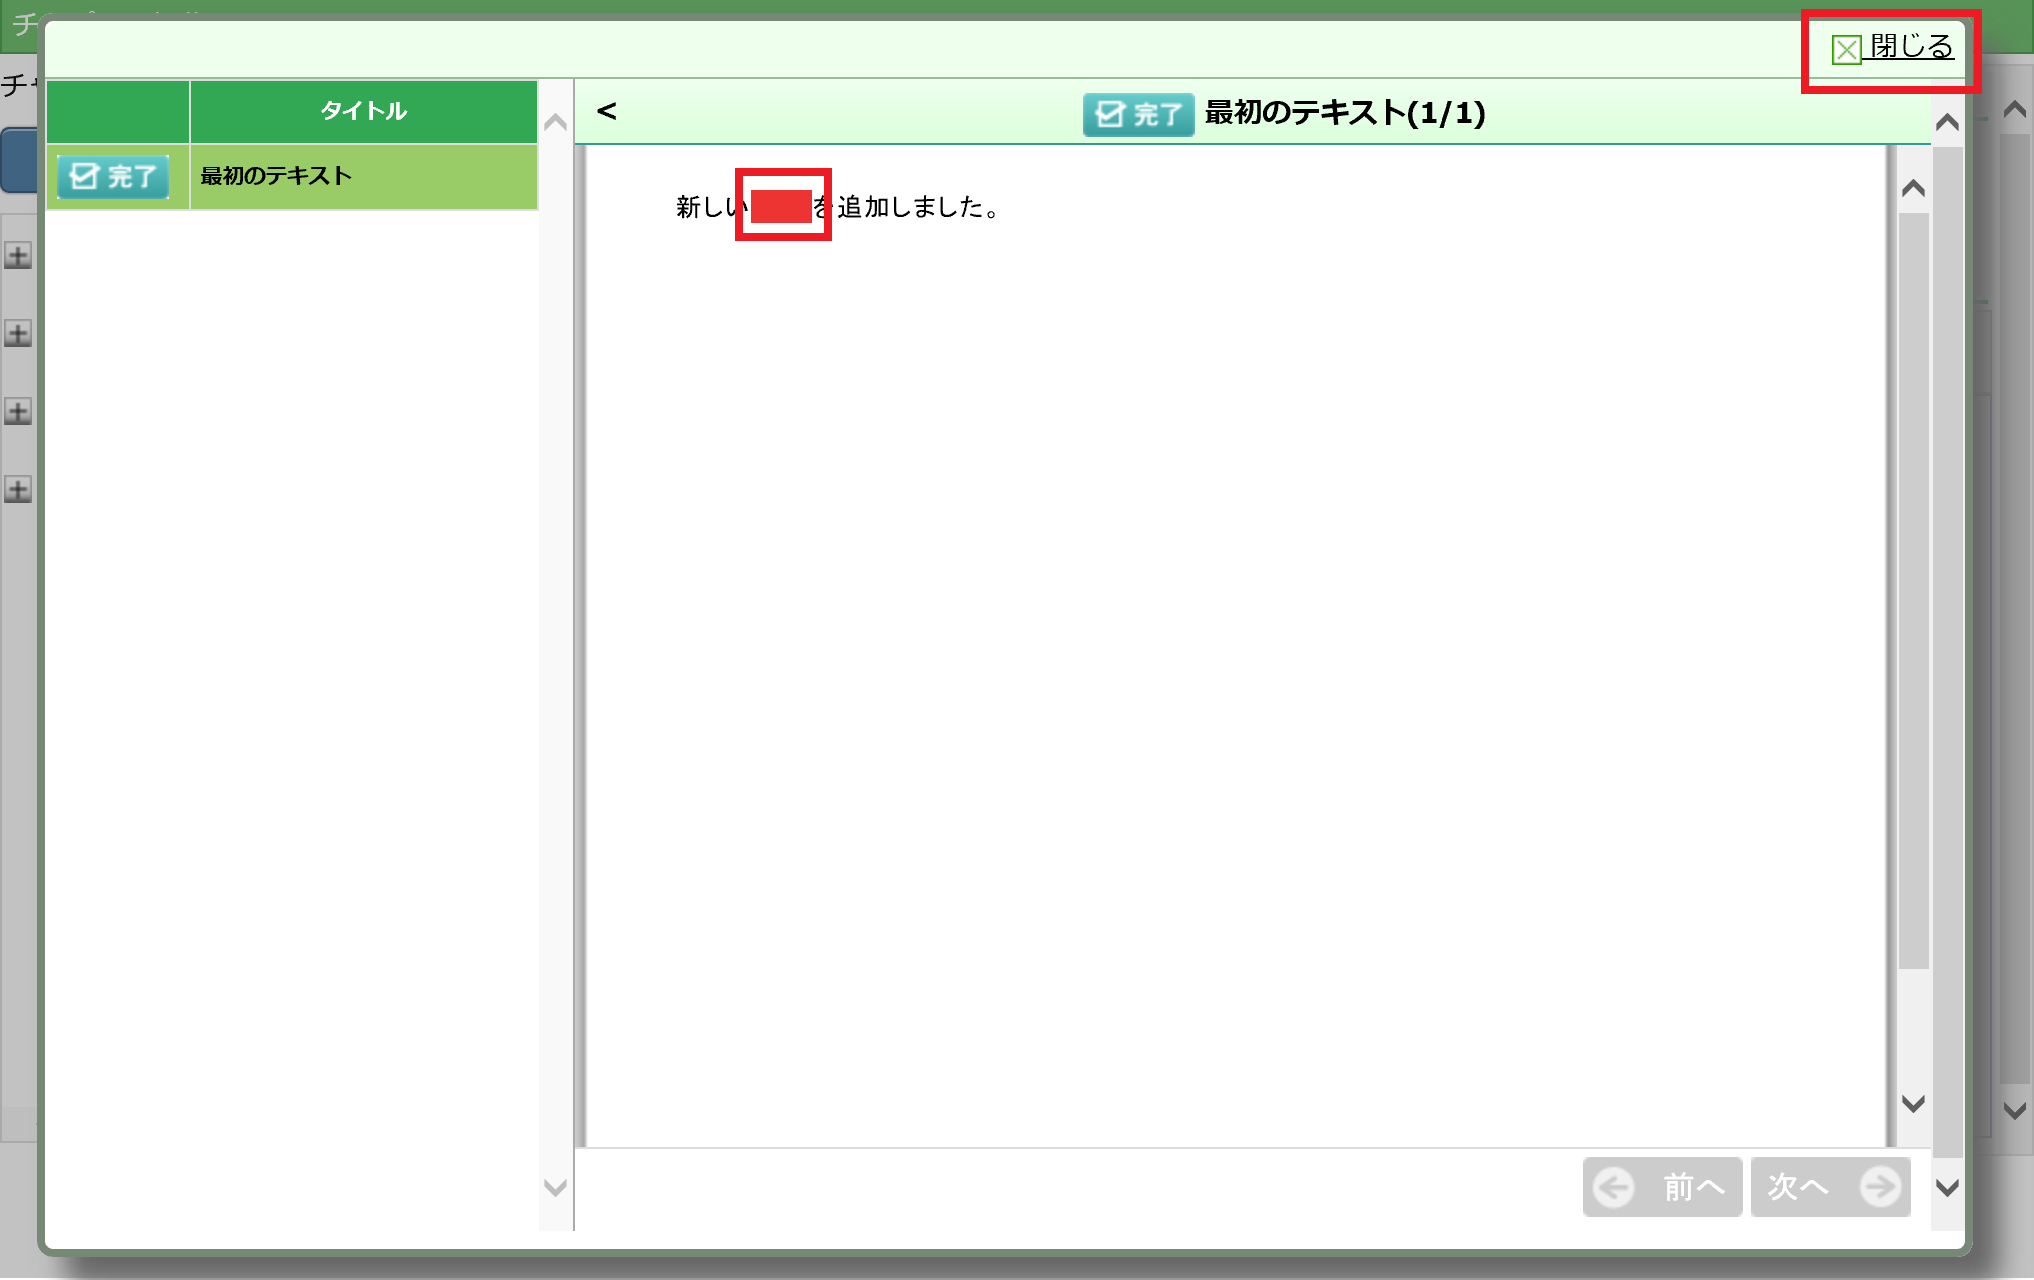 閉じる
タイトル
完了 最初のテキスト
< 完了 最初のテキスト(1/1)
新しい を追加しました。
前へ 次へ